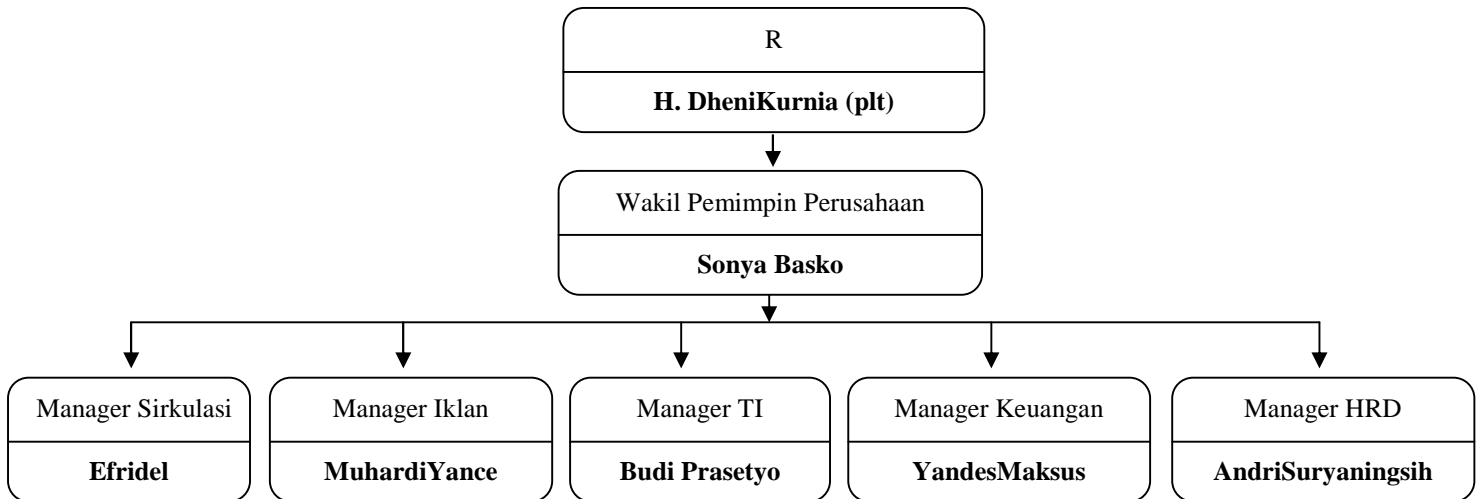 R
H. DheniKurnia (plt)
Wakil Pemimpin Perusahaan
Sonya Basko
Manager Sirkulasi
Efridel
Manager Iklan
MuhardiYance
Manager TI
Budi Prasetyo
Manager Keuangan
YandesMaksus
Manager HRD
AndriSuryaningsih